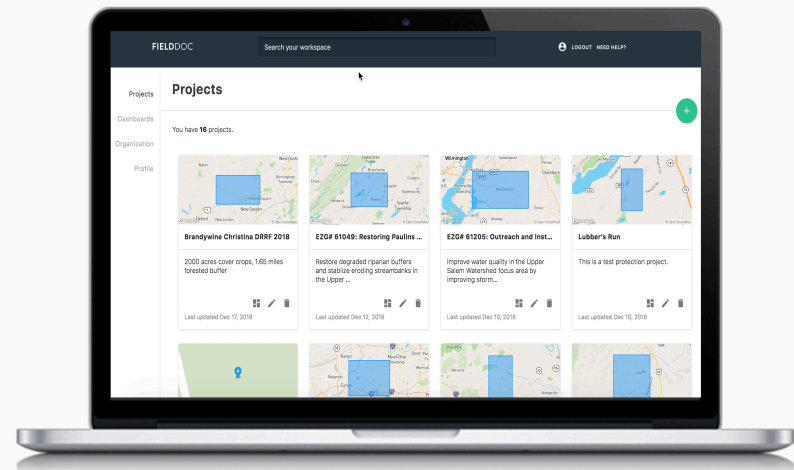 FIELDDOC
Search your workspace
LOGOUT NEED HELP?
Projects
Dashboards
Organization
Profile
Projects
+
You have 16 projects.
Brandywine Christina DRRF 2018
2000 acres cover crops, 1.65 miles
forested buffer
Last updated Dec 17, 2018
EZG# 61049: Restoring Paulins ...
Restore degraded riparian buffers
and stabilze eroding streambanks in
the Upper ...
Last updated Dec 12, 2018
EZG# 61205: Outreach and Inst...
Improve water quality in the Upper
Salem Watershed focus area by
improving storm...
Last updated Dec 10, 2018
Lubber's Run
This is a test protection project.
Last updated Dec 10, 2018
Wilmington
Bangor